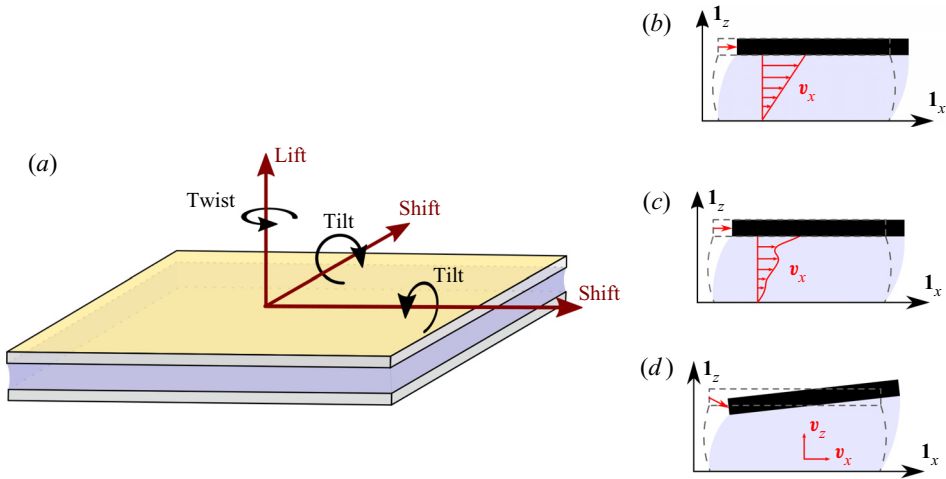 (a)
Lift
Twist
Tilt
Shift
Tilt
Shift
(b)
1z
vx
1x
(c)
1z
vx
1x
(d)
1z
vz
vx
1x